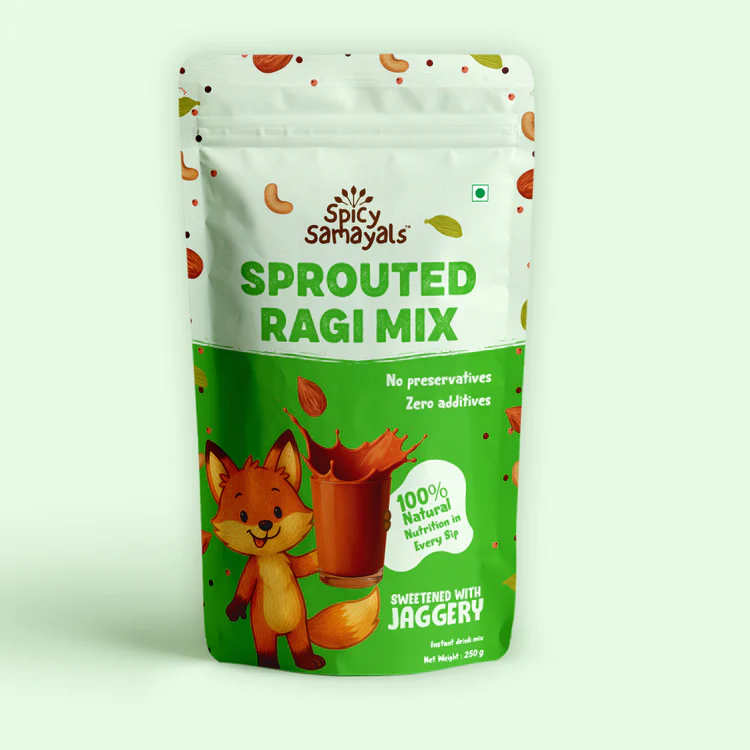 Spicy
Samayals™
SPROUTED
RAGI MIX
No preservatives
Zero additives
100%
Natural
Nutrition in
Every Sip
SWEETENED WITH
JAGGERY
Instant drink mix
Net Weight : 250 g